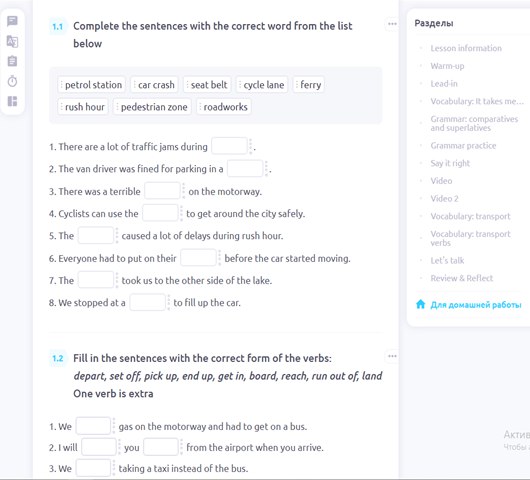 1.1 Complete the sentences with the correct word from the list
below
petrol station car crash seat belt cycle lane ferry
rush hour pedestrian zone roadworks
1. There are a lot of traffic jams during .
2. The van driver was fined for parking in a .
3. There was a terrible on the motorway.
4. Cyclists can use the to get around the city safely.
5. The caused a lot of delays during rush hour.
6. Everyone had to put on their before the car started moving.
7. The took us to the other side of the lake.
8. We stopped at a to fill up the car.
1.2 Fill in the sentences with the correct form of the verbs:
depart, set off, pick up, end up, get in, board, reach, run out of, land
One verb is extra
1. We gas on the motorway and had to get on a bus.
2. I will you from the airport when you arrive.
3. We taking a taxi instead of the bus.
Разделы
Lesson information
Warm-up
Lead-in
Vocabulary: It takes me...
Grammar: comparatives
and superlatives
Grammar practice
Say it right
Video
Video 2
Vocabulary: transport
Vocabulary: transport
verbs
Let's talk
Review & Reflect
Для домашней работы
Актив
Чтобы